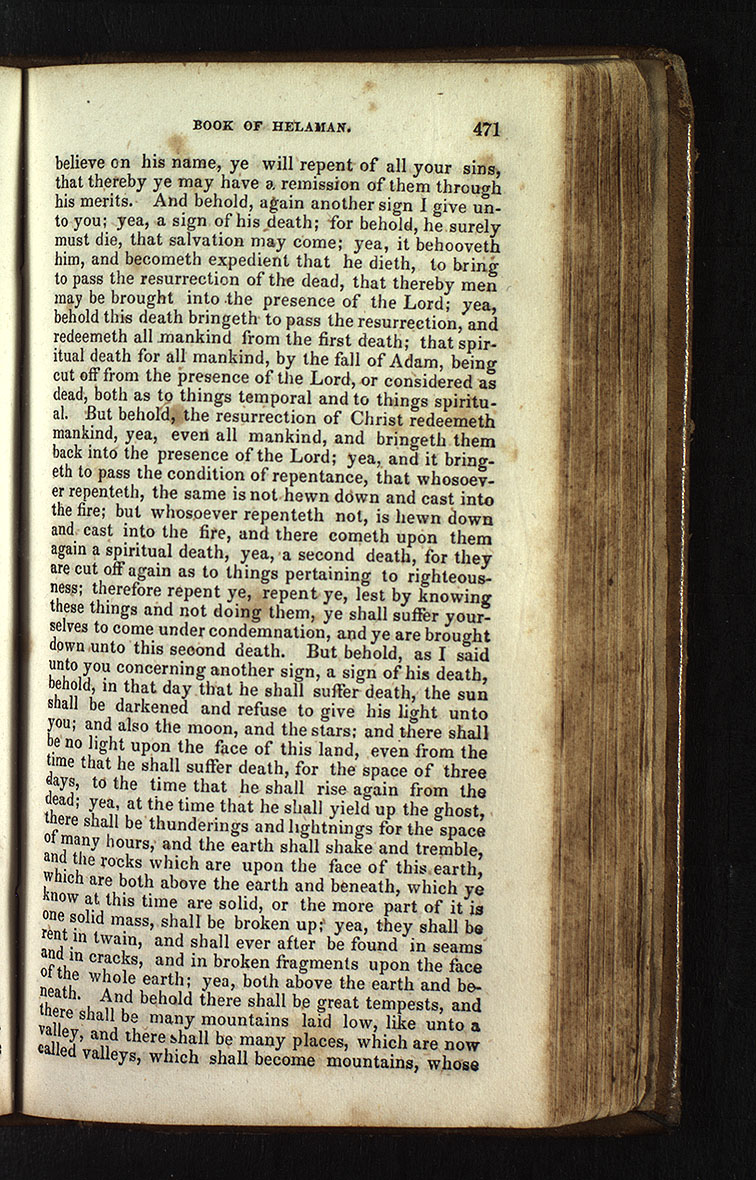 BOOK OF HELAMAN. 471
believe on his name, ye will repent of all your sins,
that thereby ye may have a remission of them through
his merits. And behold, again another sign I give un-
to you; yea, a sign of his death; for behold, he surely
must die, that salvation may come; yea, it behooveth
him, and becometh expedient that he dieth, to bring
to pass the resurrection of the dead, that thereby men
may be brought into the presence of the Lord; yea,
behold this death bringeth to pass the resurrection, and
redeemeth all mankind from the first death; that spir-
itual death for all mankind, by the fall of Adam, being
cut off from the presence of the Lord, or considered as
dead, both as to things temporal and to things spiritu-
al. But behold, the resurrection of Christ redeemeth
mankind, yea, even all mankind, and bringeth them
back into the presence of the Lord; yea, and it bring-
eth to pass the condition of repentance, that whosoev-
er repenteth, the same is not hewn down and cast into
the fire; but whosoever repenteth not, is hewn down
and cast into the fire, and there cometh upon them
again a spiritual death, yea, a second death, for they
are cut off again as to things pertaining to righteous-
ness; therefore repent ye, repent ye, lest by knowing
these things and not doing them, ye shall suffer your-
selves to come under condemnation, and ye are brought
down unto this second death. But behold, as I said
unto you concerning another sign, a sign of his death,
behold, in that day that he shall suffer death, the sun
shall be darkened and refuse to give his light unto
you; and also the moon, and the stars; and there shall
be no light upon the face of this land, even from the
time that he shall suffer death, for the space of three
days, to the time that he shall rise again from the
dead; yea, at the time that he shall yield up the ghost,
there shall be thunderings and lightnings for the space
of many hours, and the earth shall shake and tremble,
and the rocks which are upon the face of this earth,
which are both above the earth and beneath, which ye
know at this time are solid, or the more part of it is
one solid mass, shall be broken up; yea, they shall be
rent in twain, and shall ever after be found in seams
and in cracks, and in broken fragments upon the face
of the whole earth; yea, both above the earth and be-
neath. And behold there shall be great tempests, and
there shall be many mountains laid low, like unto a
valley, and there shall be many places, which are now
called valleys, which shall become mountains, whose